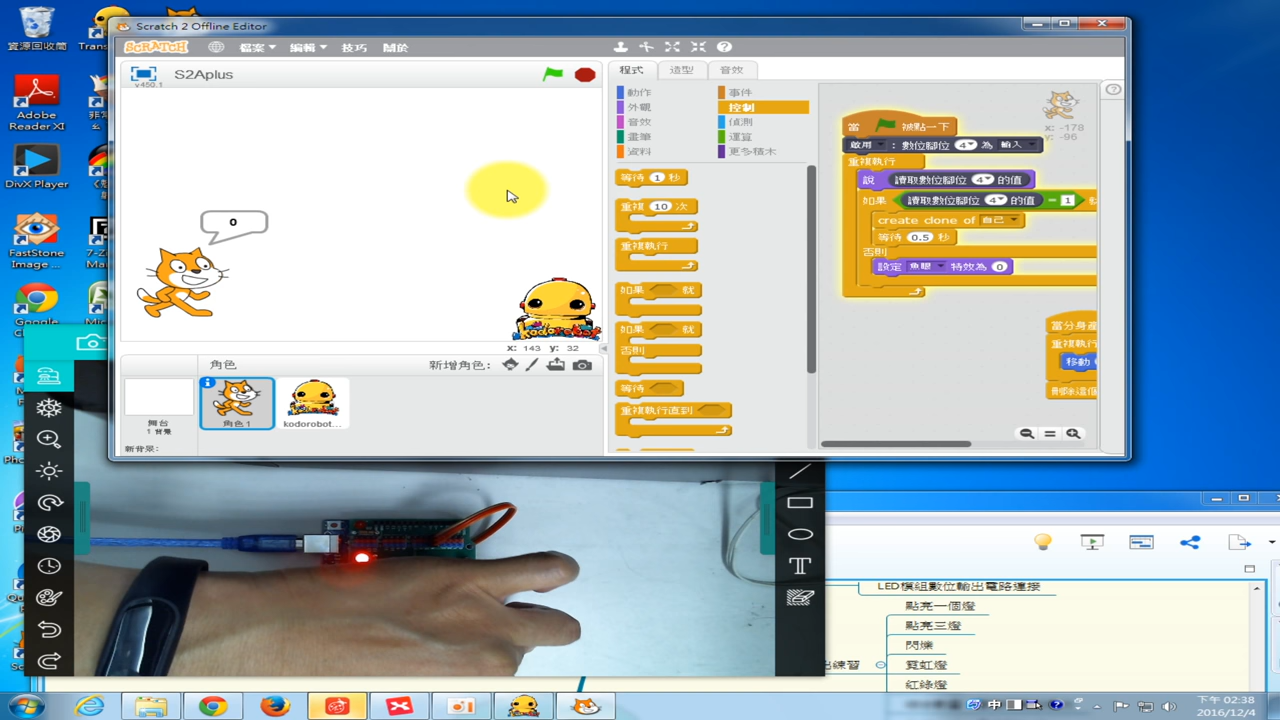 資源回收筒
Adobe
Reader XI
DivX Player
FastStone
Image ...
7-Zi
Google
Scratch 2 Offline Editor
SCRATCH
檔案
編輯
技巧
關於
S2Aplus
v450.1
0
kodorobot
x: 143 y: 32
角色
新增角色:
舞台
1 背景
新背景:
角色1
kodorobot...
程式
造型
音效
動作
事件
外觀
控制
音效
偵測
畫筆
運算
資料
更多積木
等待 1 秒
重複 10 次
重複執行
如果 就
如果 就
否則
等待
重複執行直到
當 被點一下
啟用 : 數位腳位 4 為 輸入
重複執行
說 讀取數位腳位 4 的值
如果 讀取數位腳位 4 的值 = 1
create clone of 自己
等待 0.5 秒
否則
設定 魚眼 特效為 0
x: -178
y: -96
當分身產
重複執行
移動
刪除這個
T
LED模組數位輸出電路連接
點亮一個燈
點亮三燈
閃爍
出練習
霓虹燈
紅綠燈
中
下午 02:38
2016/12/4